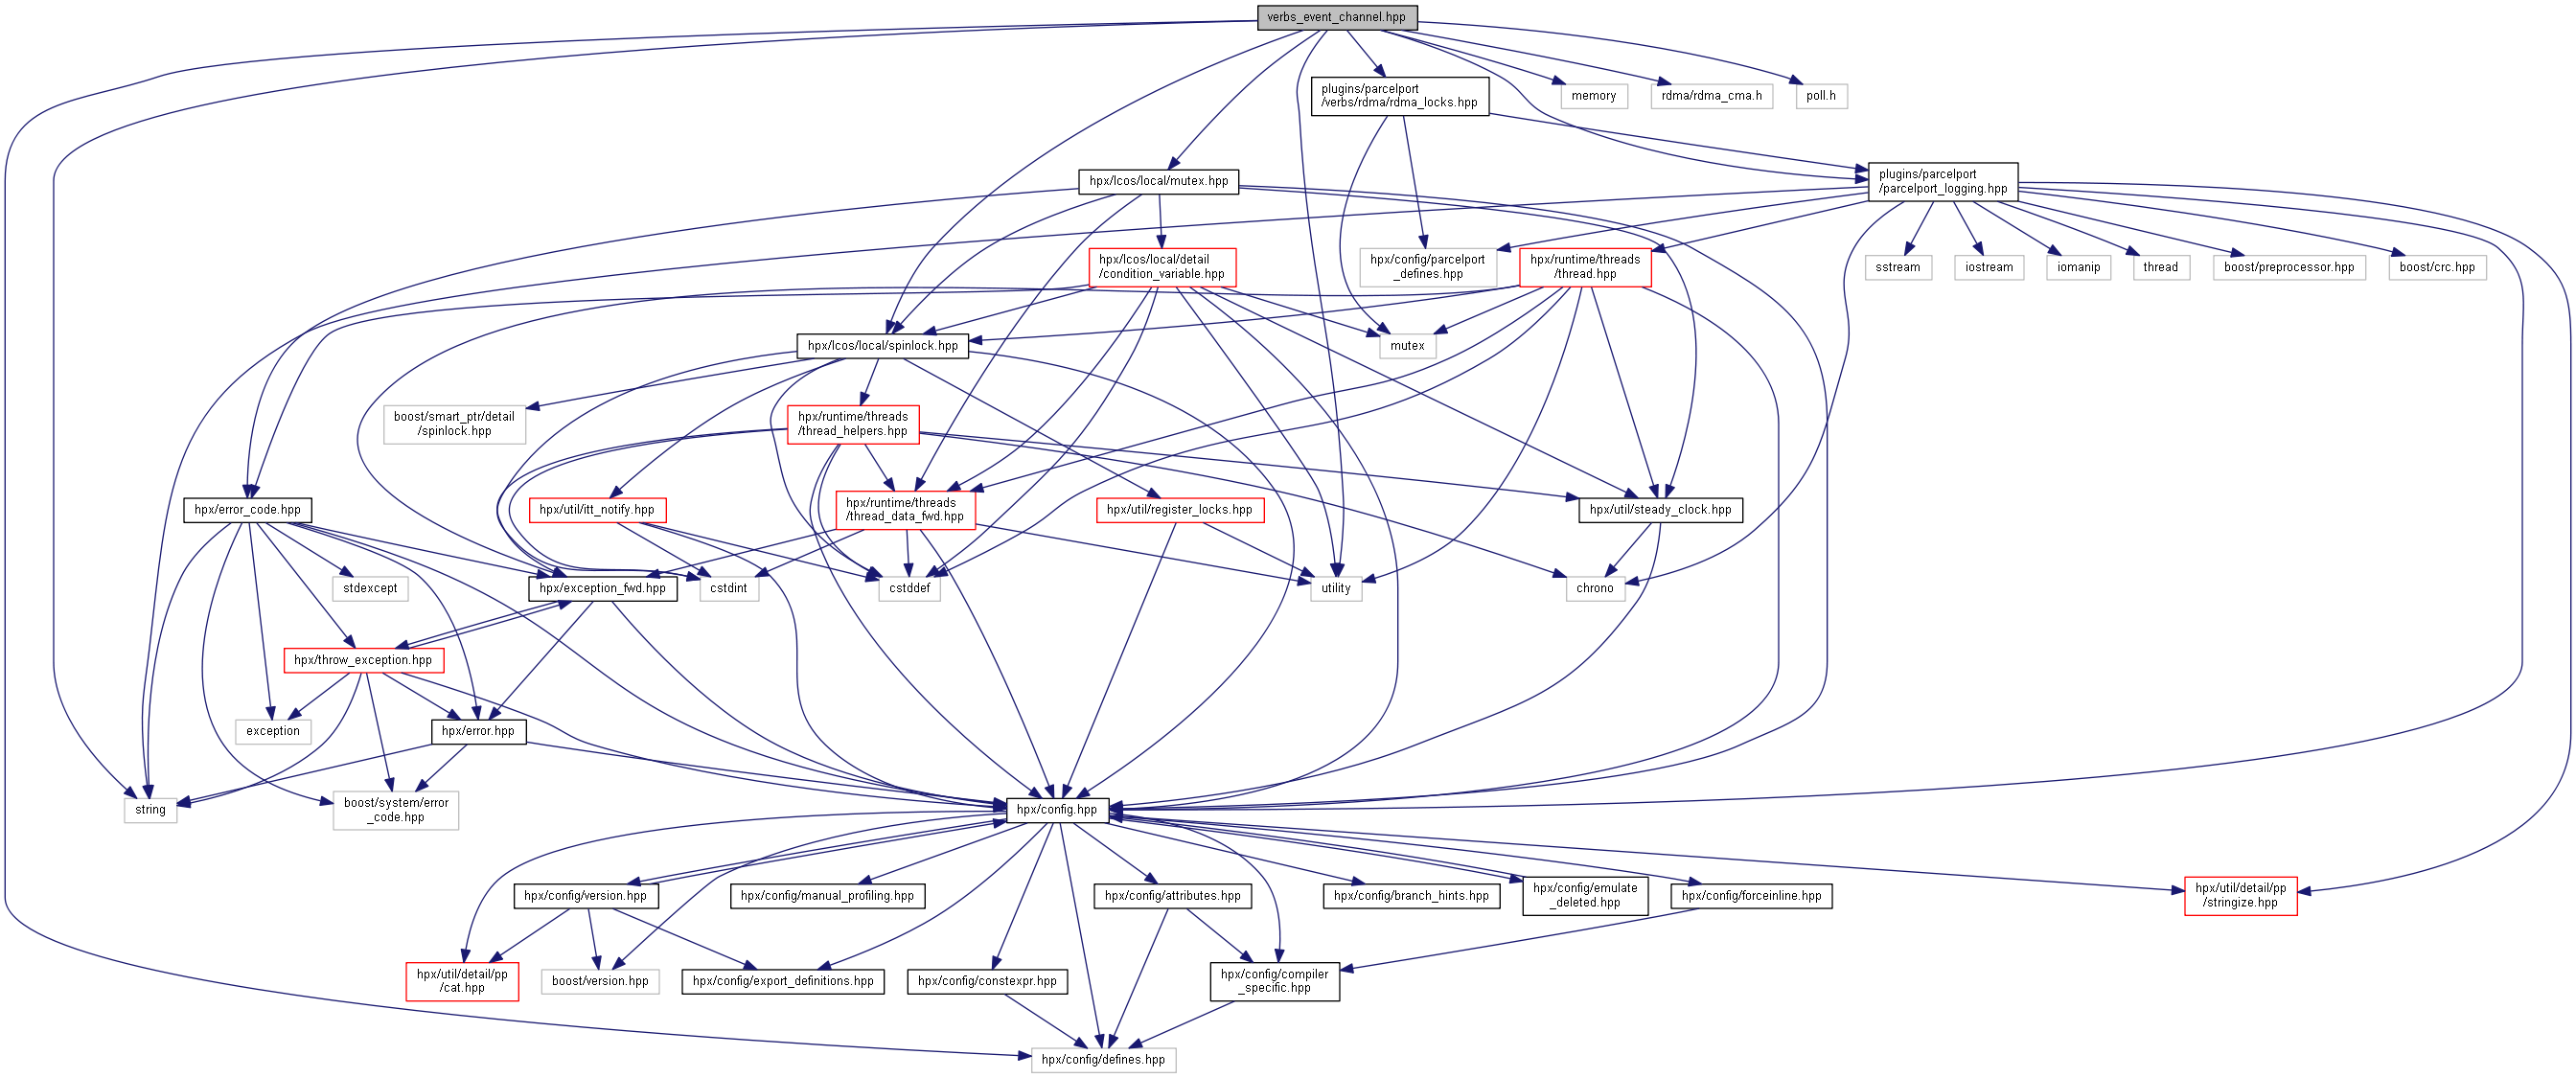 verbs_event_channel.hpp
plugins/parcelport
/verbs/rdma/rdma_locks.hpp
memory
rdma/rdma_cma.h
poll.h
hpx/lcos/local/mutex.hpp
plugins/parcelport
/parcelport_logging.hpp
hpx/lcos/local/detail
/condition_variable.hpp
hpx/config/parcelport
_defines.hpp
hpx/runtime/threads
/thread.hpp
sstream
iostream
iomanip
thread
boost/preprocessor.hpp
boost/crc.hpp
hpx/lcos/local/spinlock.hpp
mutex
boost/smart_ptr/detail
/spinlock.hpp
hpx/runtime/threads
/thread_helpers.hpp
hpx/error_code.hpp
hpx/util/itt_notify.hpp
hpx/runtime/threads
/thread_data_fwd.hpp
hpx/util/register_locks.hpp
hpx/util/steady_clock.hpp
stdexcept
hpx/exception_fwd.hpp
cstdint
cstddef
utility
chrono
hpx/throw_exception.hpp
exception
hpx/error.hpp
string
boost/system/error
_code.hpp
hpx/config.hpp
hpx/config/version.hpp
hpx/config/manual_profiling.hpp
hpx/config/attributes.hpp
hpx/config/branch_hints.hpp
hpx/config/emulate
_deleted.hpp
hpx/config/forceinline.hpp
hpx/util/detail/pp
/stringize.hpp
hpx/util/detail/pp
/cat.hpp
boost/version.hpp
hpx/config/export_definitions.hpp
hpx/config/constexpr.hpp
hpx/config/compiler
_specific.hpp
hpx/config/defines.hpp